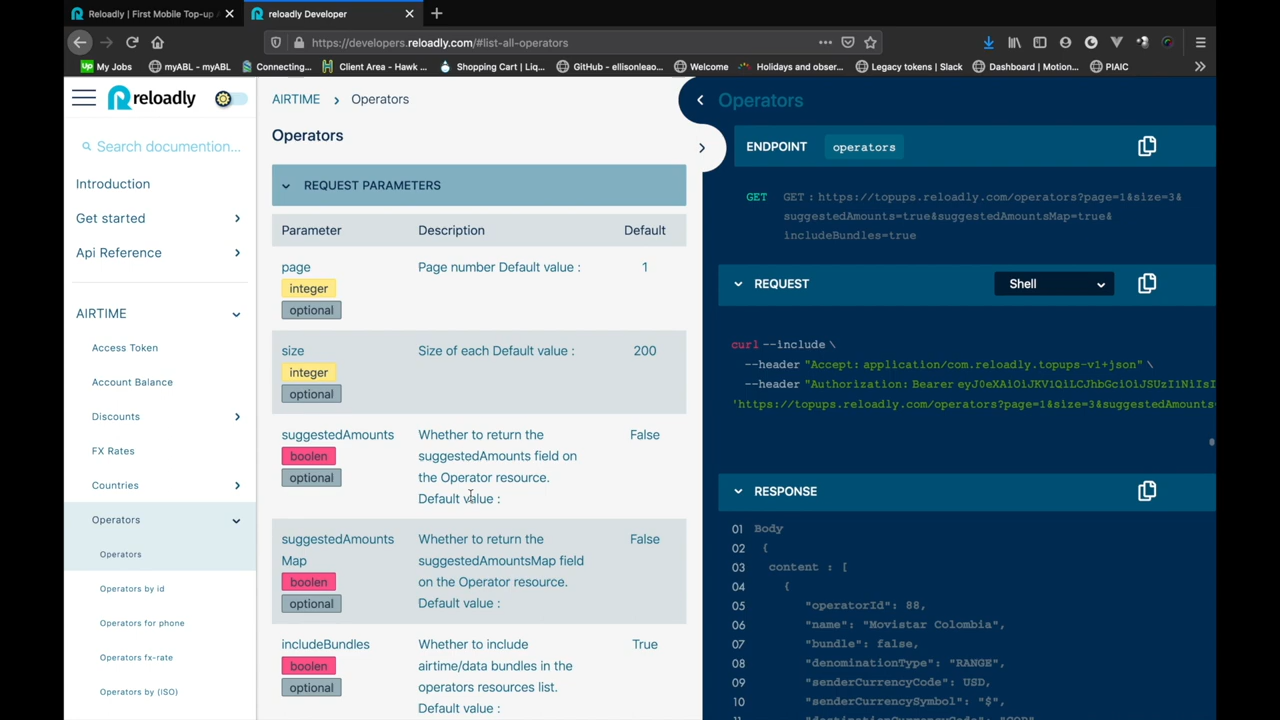 Reloadly | First Mobile Top-up
reloadly Developer
https://developers.reloadly.com/#list-all-operators
My Jobs
myABL - myABL
Connecting...
Client Area - Hawk ...
Shopping Cart | Liq...
GitHub - ellisonleao...
Welcome
Holidays and obser...
Legacy tokens | Slack
Dashboard | Motion...
PIAIC
reloadly
Search documention...
Introduction
Get started
Api Reference
AIRTIME
Access Token
Account Balance
Discounts
FX Rates
Countries
Operators
Operators
Operators by id
Operators for phone
Operators fx-rate
Operators by (ISO)
AIRTIME > Operators
Operators
REQUEST PARAMETERS
Parameter Description Default
page Page number Default value : 1
integer
optional
size Size of each Default value : 200
integer
optional
suggestedAmounts Whether to return the False
boolen suggestedAmounts field on
optional the Operator resource.
Default value :
suggestedAmounts Whether to return the False
Map suggestedAmountsMap field
boolen on the Operator resource.
optional Default value :
includeBundles Whether to include True
boolen airtime/data bundles in the
optional operators resources list.
Default value :
Operators
ENDPOINT operators
GET GET : https://topups.reloadly.com/operators?page=1&size=3&
suggestedAmounts=true&suggestedAmountsMap=true&
includeBundles=true
REQUEST Shell
curl --include \
--header "Accept: application/com.reloadly.topups-v1+json" \
--header "Authorization: Bearer
'https://topups.reloadly.com/operators?page=1&size=3&suggestedAmounts=
RESPONSE
01 Body
02 {
03 content : [
04 {
05 "operatorId": 88,
06 "name": "Movistar Colombia",
07 "bundle": false,
08 "denominationType": "RANGE",
09 "senderCurrencyCode": USD,
10 "senderCurrencySymbol": "$",